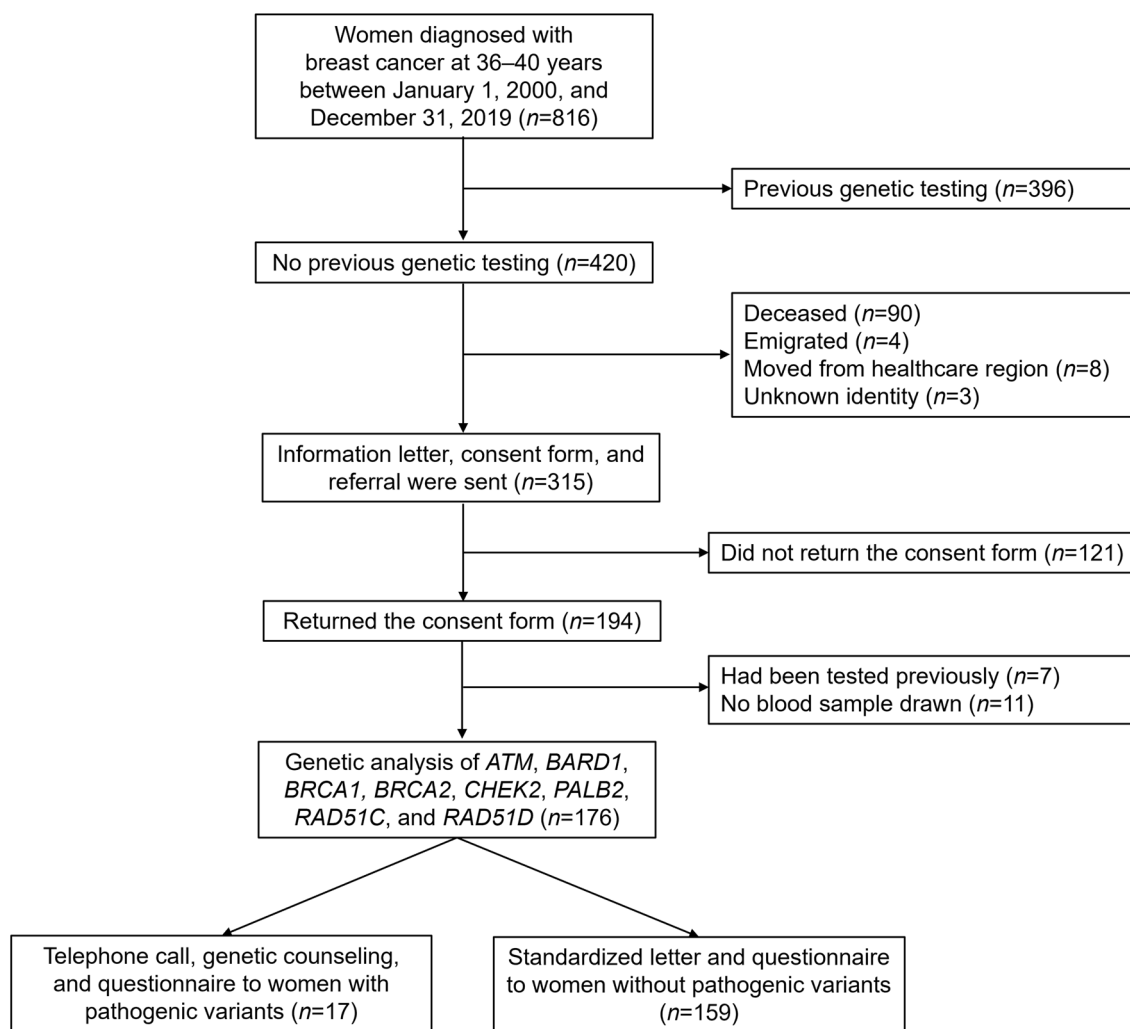 Women diagnosed with
breast cancer at 36–40 years
between January 1, 2000, and
December 31, 2019 (n=816)
Previous genetic testing (n=396)
No previous genetic testing (n=420)
Deceased (n=90)
Emigrated (n=4)
Moved from healthcare region (n=8)
Unknown identity (n=3)
Information letter, consent form, and
referral were sent (n=315)
Did not return the consent form (n=121)
Returned the consent form (n=194)
Had been tested previously (n=7)
No blood sample drawn (n=11)
Genetic analysis of ATM, BARD1,
BRCA1, BRCA2, CHEK2, PALB2,
RAD51C, and RAD51D (n=176)
Telephone call, genetic counseling,
and questionnaire to women with
pathogenic variants (n=17)
Standardized letter and questionnaire
to women without pathogenic variants
(n=159)